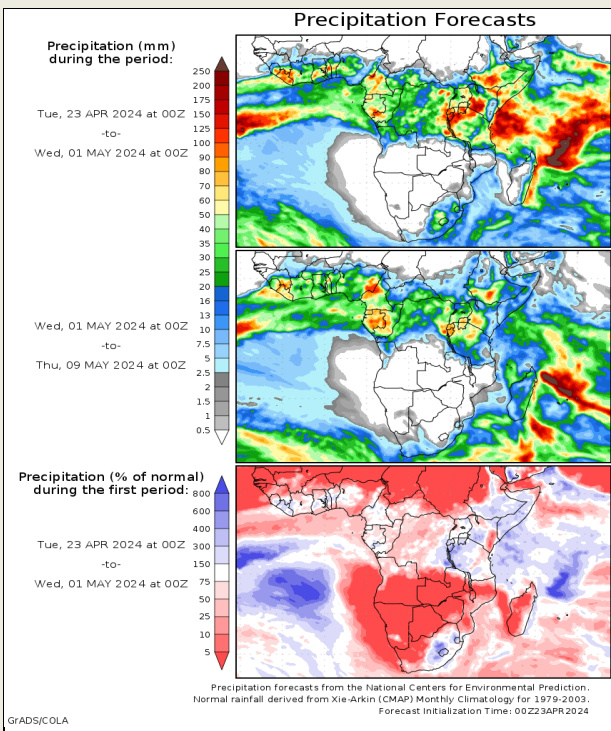 Precipitation Forecasts
Precipitation (mm)
during the period:
Tue, 23 APR 2024 at 00Z
-to-
Wed, 01 MAY 2024 at 00Z
250
200
175
150
125
100
90
80
70
60
50
40
35
30
25
20
16
13
10
7.5
5
2.5
2
1.5
1
0.5
Wed, 01 MAY 2024 at 00Z
-to-
Thu, 09 MAY 2024 at 00Z
Precipitation (% of normal)
during the first period:
Tue, 23 APR 2024 at 00Z
-to-
Wed, 01 MAY 2024 at 00Z
800
600
400
300
150
75
50
25
10
5
Precipitation forecasts from the National Centers for Environmental Prediction.
Normal rainfall derived from Xie-Arkin (CMAP) Monthly Climatology for 1979-2003.
Forecast Initialization Time: 00Z23APR2024
GrADS/COLA